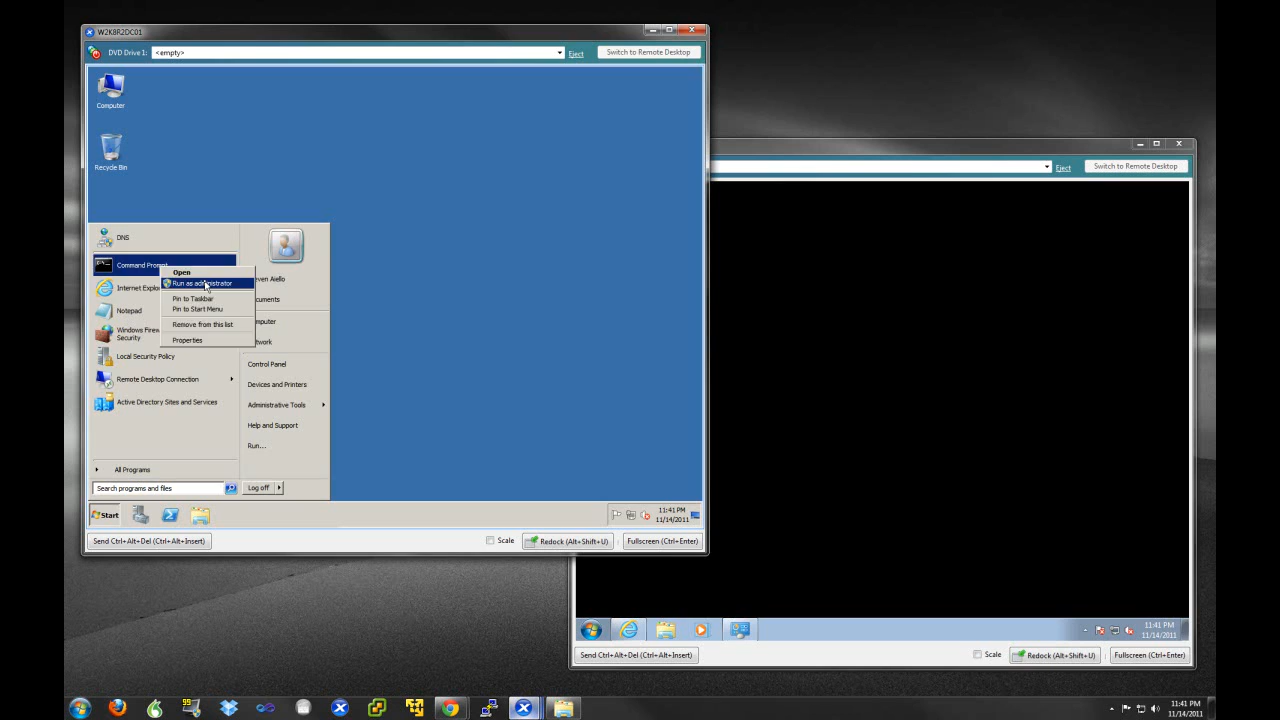 W2K8R2DC01
DVD Drive 1: <empty> Eject Switch to Remote Desktop
Computer
Recycle Bin
Eject Switch to Remote Desktop
DNS
Command Prompt
Internet Explo
Notepad
Windows Firew
Security
Local Security Policy
Remote Desktop Connection
Active Directory Sites and Services
All Programs
Search programs and files
Open
Run as administrator
Pin to Taskbar
Pin to Start Menu
Remove from this list
Properties
even Aiello
cuments
mputer
twork
Control Panel
Devices and Printers
Administrative Tools
Help and Support
Run...
Log off
Start
11:41 PM
11/14/2011
Send Ctrl+Alt+Del (Ctrl+Alt+Insert) Scale Redock (Alt+Shift+U) Fullscreen (Ctrl+Enter)
11:41 PM
11/14/2011
Send Ctrl+Alt+Del (Ctrl+Alt+Insert) Scale Redock (Alt+Shift+U) Fullscreen (Ctrl+Enter)
99
11:41 PM
11/14/2011